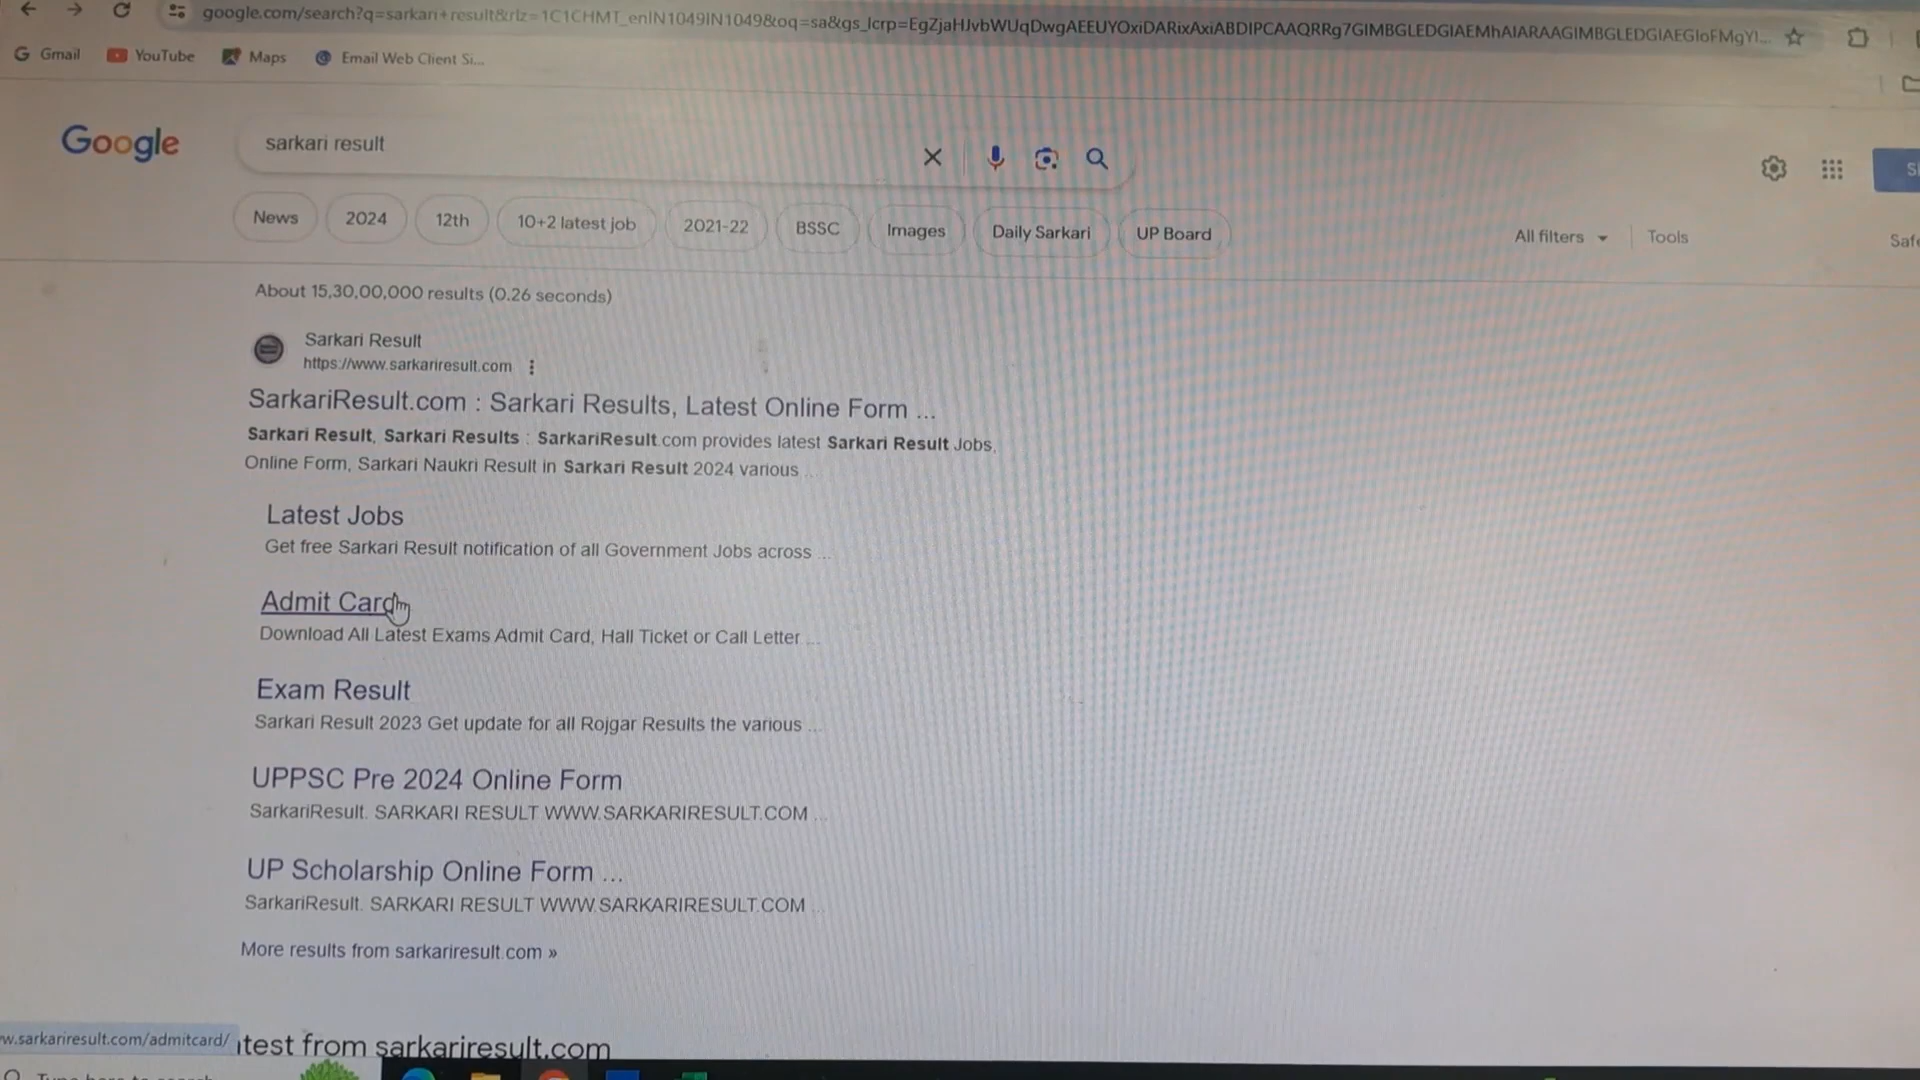 google.com/search?q=sarkari+result&rlz=1C1CHMT_enIN1049IN1049&oq=sa&gs_lcrp=
Gmail YouTube Maps Email Web Client Si...
Google sarkari result
News 2024 12th 10+2 latest job 2021-22 BSSC Images Daily Sarkari UP Board All filters Tools
About 15,30,00,000 results (0.26 seconds)
Sarkari Result
https://www.sarkariresult.com
SarkariResult.com : Sarkari Results, Latest Online Form ...
Sarkari Result, Sarkari Results : SarkariResult.com provides latest Sarkari Result Jobs,
Online Form, Sarkari Naukri Result in Sarkari Result 2024 various ...
Latest Jobs
Get free Sarkari Result notification of all Government Jobs across ...
Admit Card
Download All Latest Exams Admit Card, Hall Ticket or Call Letter ...
Exam Result
Sarkari Result 2023 Get update for all Rojgar Results the various ...
UPPSC Pre 2024 Online Form
SarkariResult. SARKARI RESULT WWW.SARKARIRESULT.COM ...
UP Scholarship Online Form ...
SarkariResult. SARKARI RESULT WWW.SARKARIRESULT.COM ...
More results from sarkariresult.com »
w.sarkariresult.com/admitcard/
test from sarkariresult.com